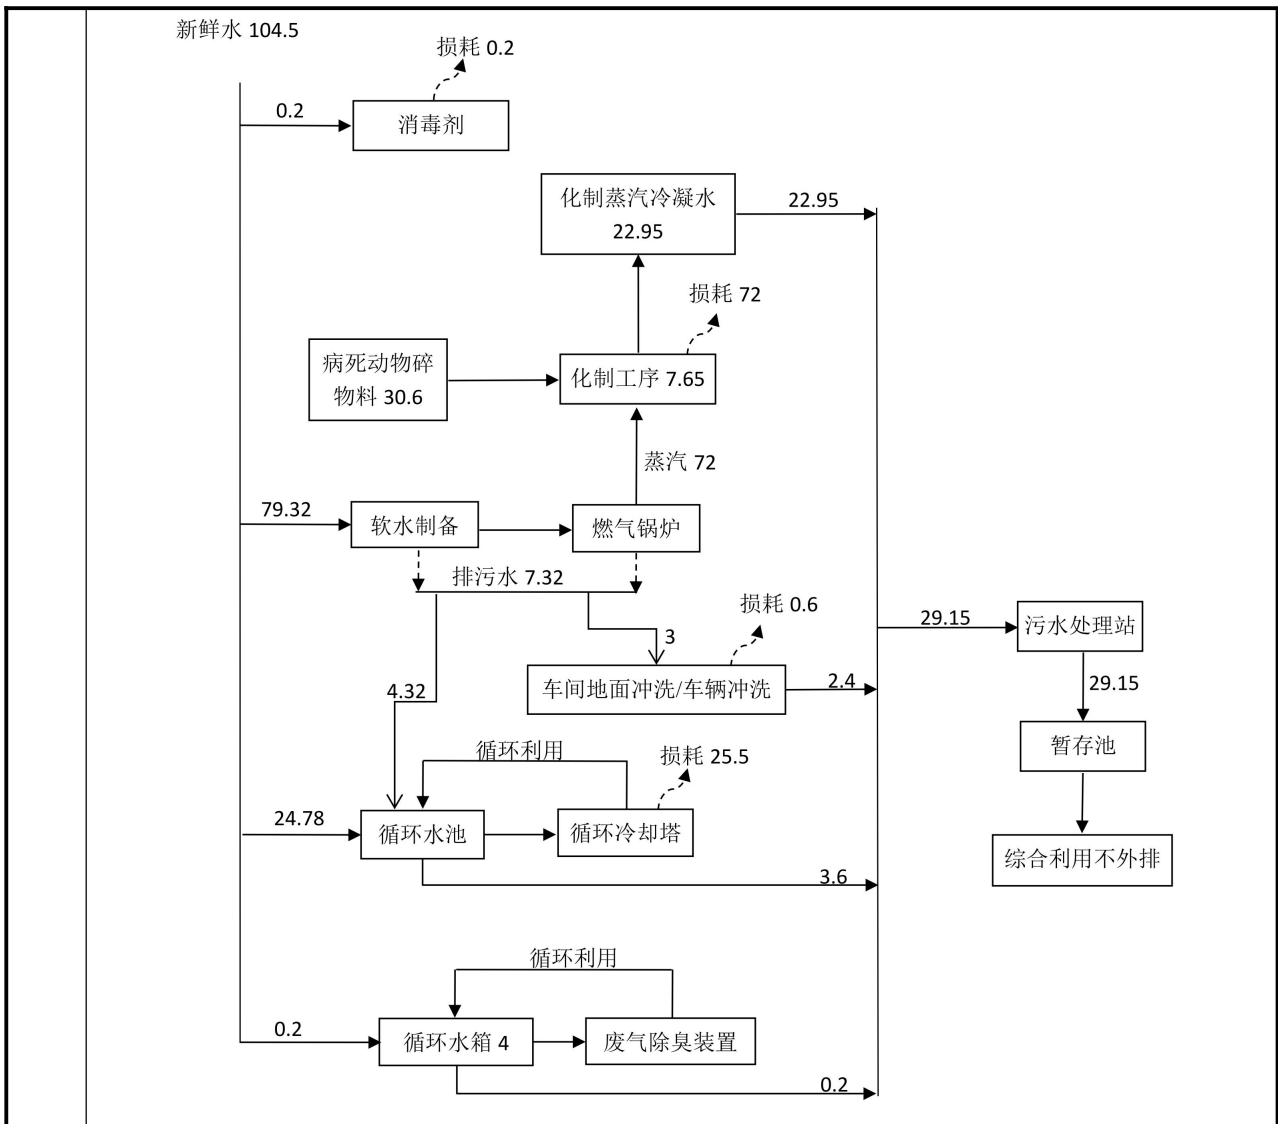 新鲜水 104.5
损耗 0.2
0.2
消毒剂
化制蒸汽冷凝水
22.95
22.95
损耗 72
病死动物碎
物料 30.6
化制工序 7.65
蒸汽 72
79.32
软水制备
燃气锅炉
排污水 7.32
损耗 0.6
3
29.15
污水处理站
4.32
车间地面冲洗/车辆冲洗
2.4
29.15
循环利用
损耗 25.5
暂存池
24.78
循环水池
循环冷却塔
综合利用不外排
3.6
循环利用
0.2
循环水箱 4
废气除臭装置
0.2